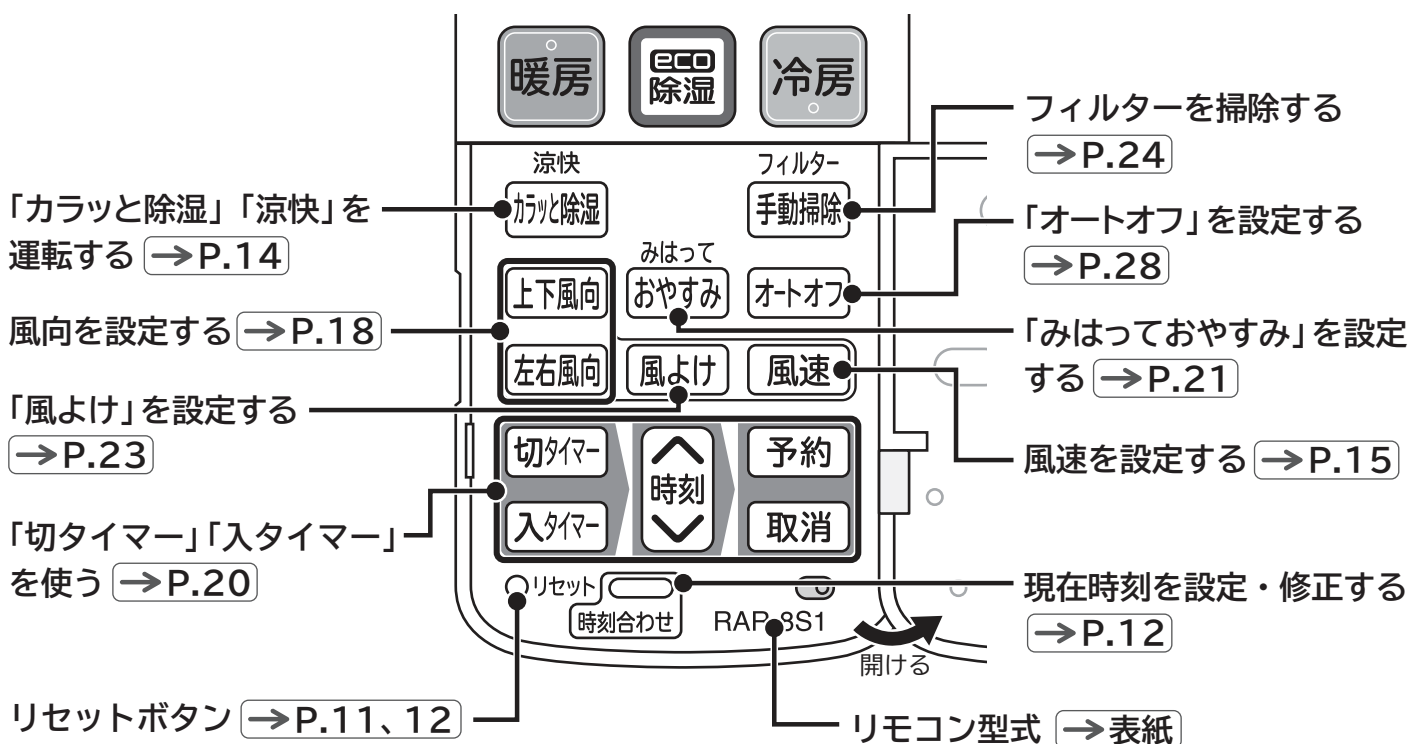 暖房
eco
除湿
冷房
涼快
カラッと除湿
フィルター
手動掃除
みはって
おやすみ
オートオフ
上下風向
左右風向
風よけ
風速
切タイマー
入タイマー
時刻
予約
取消
リセット
時刻合わせ
開ける
「カラッと除湿」「涼快」を
運転する →P.14
風向を設定する →P.18
「風よけ」を設定する
→P.23
「切タイマー」「入タイマー」
を使う →P.20
リセットボタン →P.11、12
フィルターを掃除する
→P.24
「オートオフ」を設定する
→P.28
「みはっておやすみ」を設定
する →P.21
風速を設定する →P.15
現在時刻を設定・修正する
→P.12
リモコン型式 →表紙